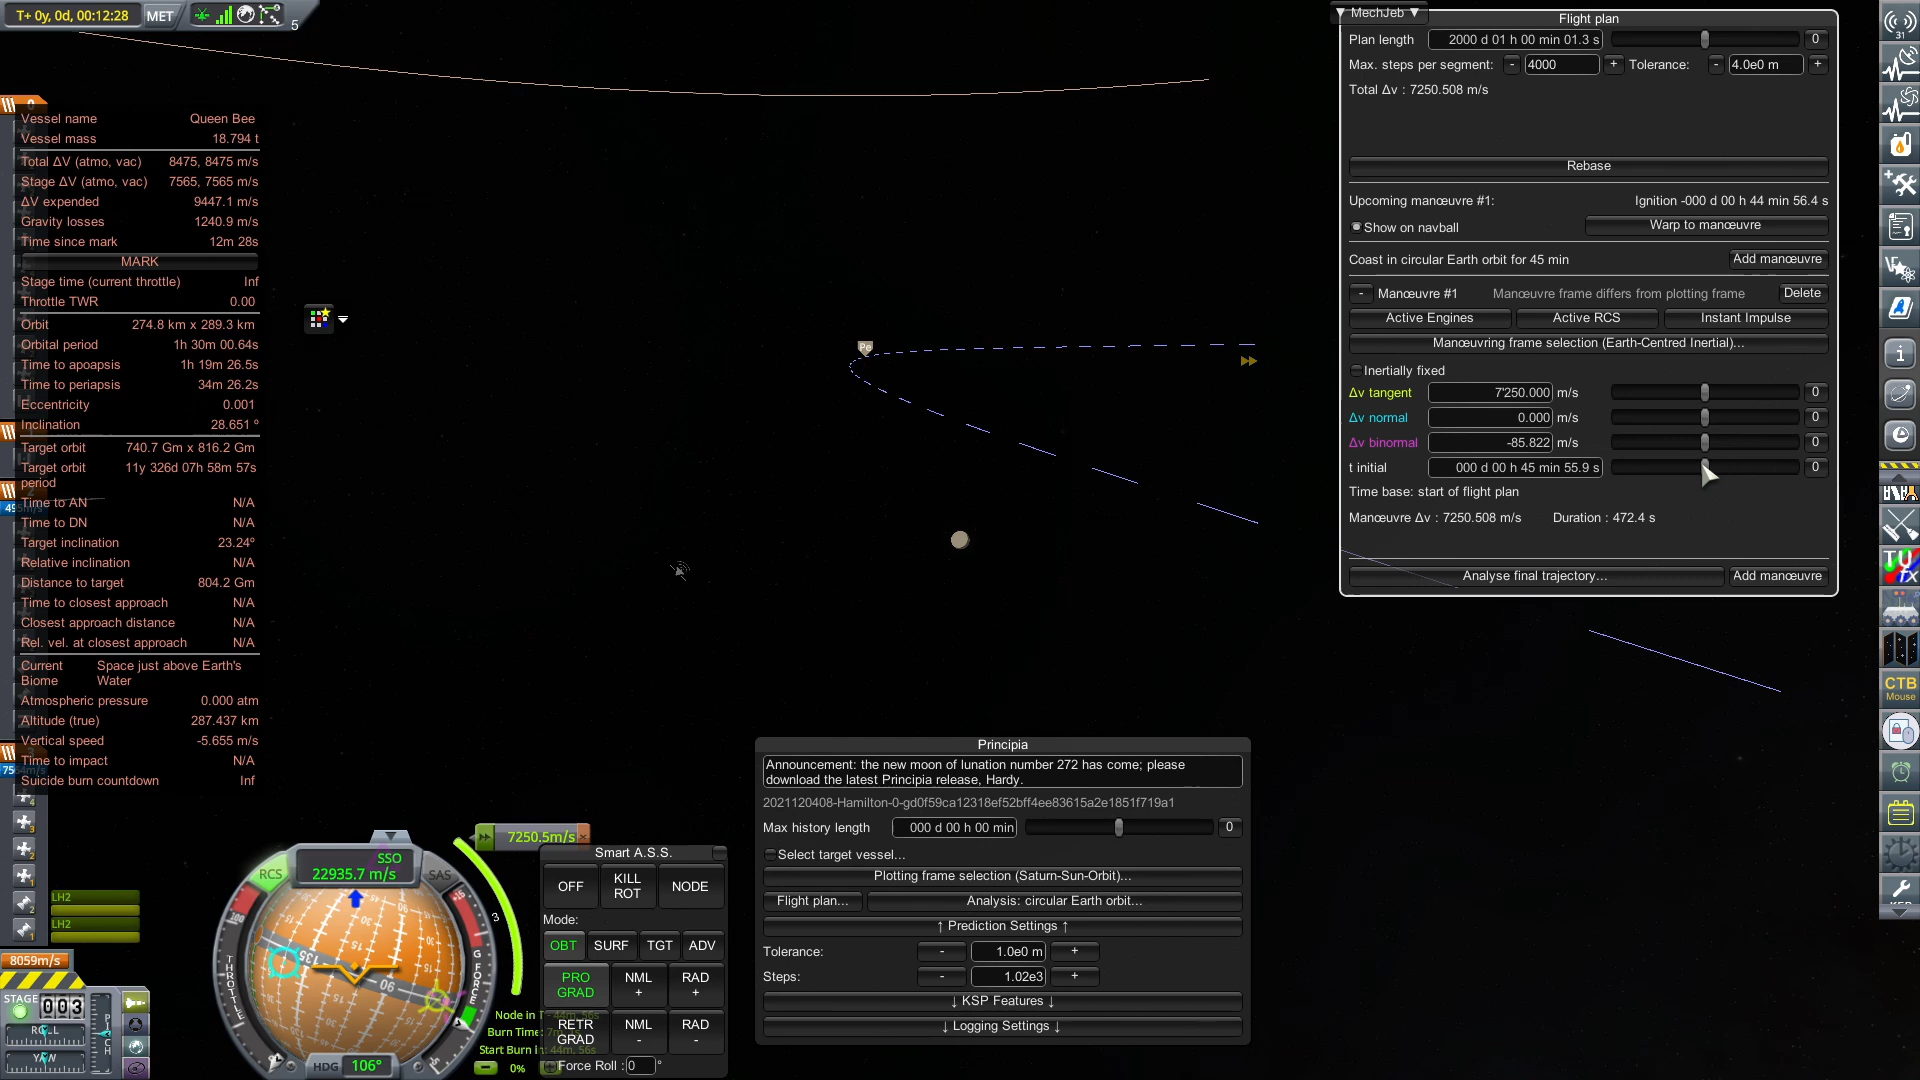 T+ 0y, 0d, 00:12:28
MET
5
Vessel name Queen Bee
Vessel mass 18.794 t
Total ΔV (atmo, vac) 8475, 8475 m/s
Stage ΔV (atmo, vac) 7565, 7565 m/s
ΔV expended 9447.1 m/s
Gravity losses 1240.9 m/s
Time since mark 12m 28s
MARK
Stage time (current throttle) Inf
Throttle TWR 0.00
Orbit 274.8 km x 289.3 km
Orbital period 1h 30m 00.64s
Time to apoapsis 1h 19m 26.5s
Time to periapsis 34m 26.2s
Eccentricity 0.001
Inclination 28.651 º
Target orbit 740.7 Gm x 816.2 Gm
Target orbit period 11y 326d 07h 58m 57s
Time to AN N/A
Time to DN N/A
Target inclination 23.24º
Relative inclination N/A
Distance to target 804.2 Gm
Time to closest approach N/A
Closest approach distance N/A
Rel. vel. at closest approach N/A
Current Biome Space just above Earth's Water
Atmospheric pressure 0.000 atm
Altitude (true) 287.437 km
Vertical speed -5.655 m/s
Time to impact N/A
Suicide burn countdown Inf
Pe
▼ MechJeb ▼
Flight plan
Plan length 2000 d 01 h 00 min 01.3 s 0
Max. steps per segment: - 4000 + Tolerance: - 4.0e0 m +
Total Δv : 7250.508 m/s
Rebase
Upcoming manœuvre #1: Ignition -000 d 00 h 44 min 56.4 s
Show on navball Warp to manœuvre
Coast in circular Earth orbit for 45 min Add manœuvre
- Manœuvre #1 Manœuvre frame differs from plotting frame Delete
Active Engines Active RCS Instant Impulse
Manœuvring frame selection (Earth-Centred Inertial)...
Inertially fixed
Δv tangent 7'250.000 m/s 0
Δv normal 0.000 m/s 0
Δv binormal -85.822 m/s 0
t initial 000 d 00 h 45 min 55.9 s 0
Time base: start of flight plan
Manœuvre Δv : 7250.508 m/s Duration : 472.4 s
Analyse final trajectory... Add manœuvre
Principia
Announcement: the new moon of lunation number 272 has come; please
download the latest Principia release, Hardy.
2021120408-Hamilton-0-gd0f59ca12318ef52bff4ee83615a2e1851f719a1
Max history length 000 d 00 h 00 min 0
Select target vessel...
Plotting frame selection (Saturn-Sun-Orbit)...
Flight plan... Analysis: circular Earth orbit...
↑ Prediction Settings ↑
Tolerance: - 1.0e0 m +
Steps: - 1.02e3 +
↓ KSP Features ↓
↓ Logging Settings ↓
7250.5m/s
Smart A.S.S.
OFF KILL ROT NODE
Mode:
OBT SURF TGT ADV
PRO GRAD NML + RAD +
RETR GRAD NML - RAD -
Force Roll : 0 °
RCS SSO SAS
22935.7 m/s
THROTTLE
G FORCE
HDG 106°
135
90
3
Burn Time:
0%
LH2
LH2
8059m/s
STAGE 003
ROLL
YAW
PITCH
31
CTB
Mouse